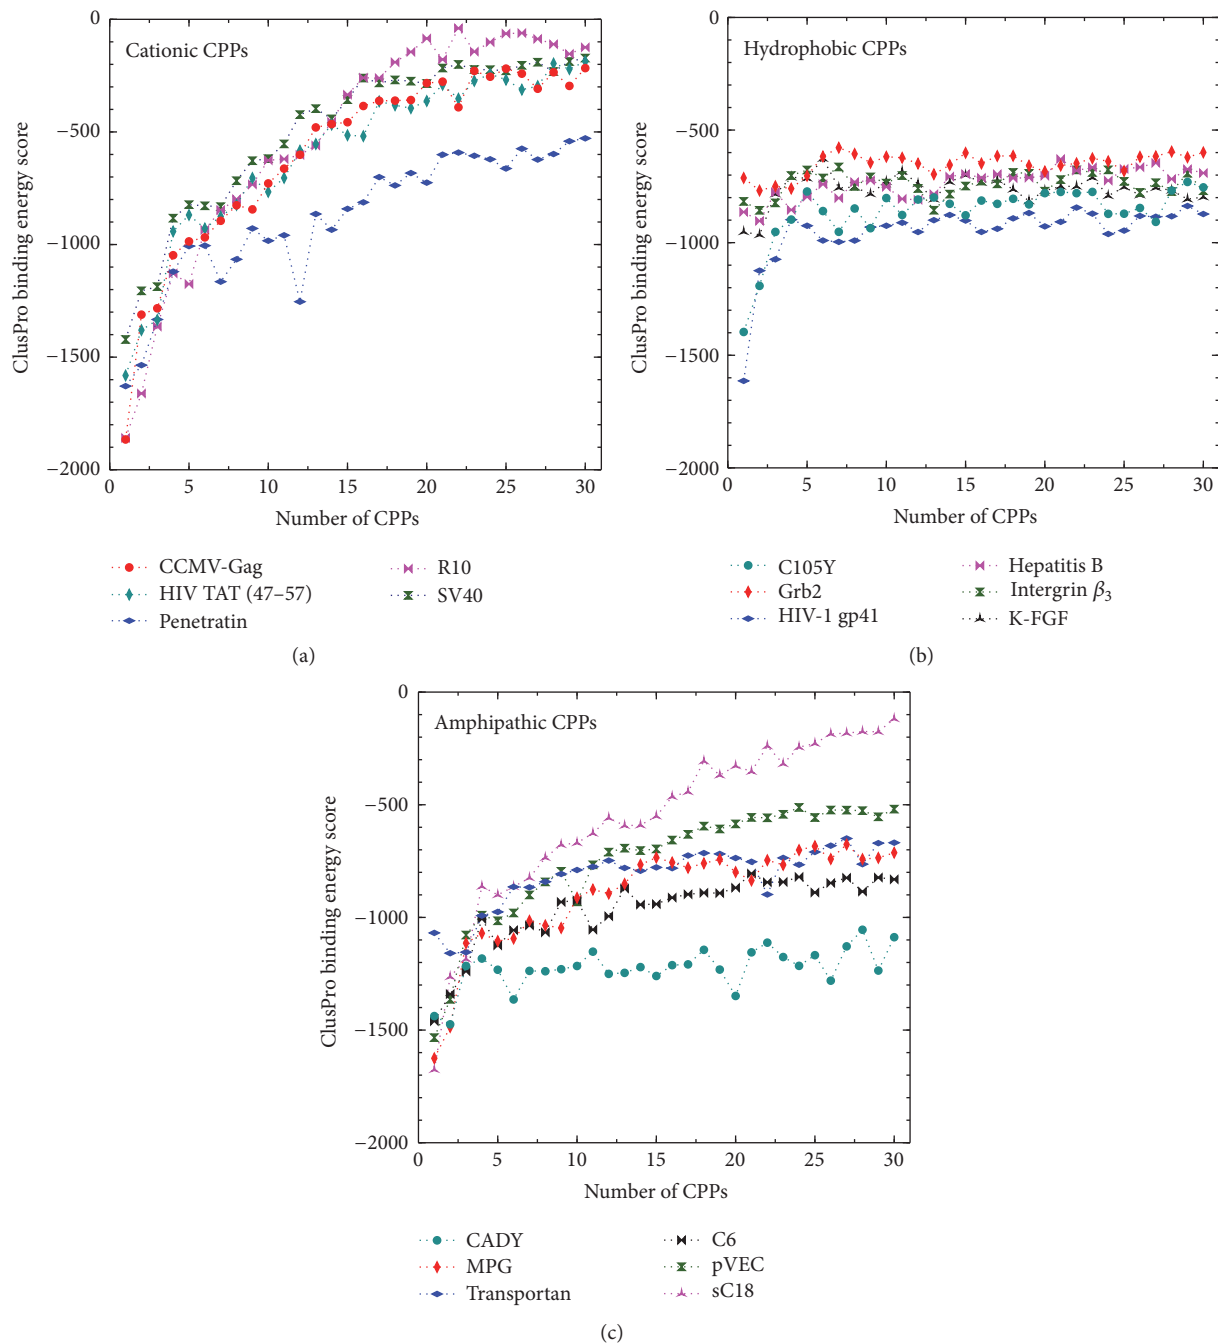 Cationic CPPs
ClusPro binding energy score
0
−500
−1000
−1500
−2000
0 5 10 15 20 25 30
Number of CPPs
CCMV-Gag
HIV TAT (47–57)
Penetratin
R10
SV40
(a)
Hydrophobic CPPs
ClusPro binding energy score
0
−500
−1000
−1500
−2000
0 5 10 15 20 25 30
Number of CPPs
C105Y
Grb2
HIV-1 gp41
Hepatitis B
Intergrin β₃
K-FGF
(b)
Amphipathic CPPs
ClusPro binding energy score
0
−500
−1000
−1500
−2000
0 5 10 15 20 25 30
Number of CPPs
CADY
MPG
Transportan
C6
pVEC
sC18
(c)